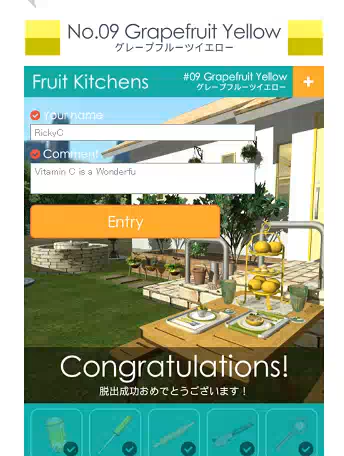 No.09 Grapefruit Yellow
グレープフルーツイエロー
Fruit Kitchens
#09 Grapefruit Yellow
グレープフルーツイエロー
+
Your name
RickyC
Comment
Vitamin C is a Wonderfu
Entry
Congratulations!
脱出成功おめでとうございます！